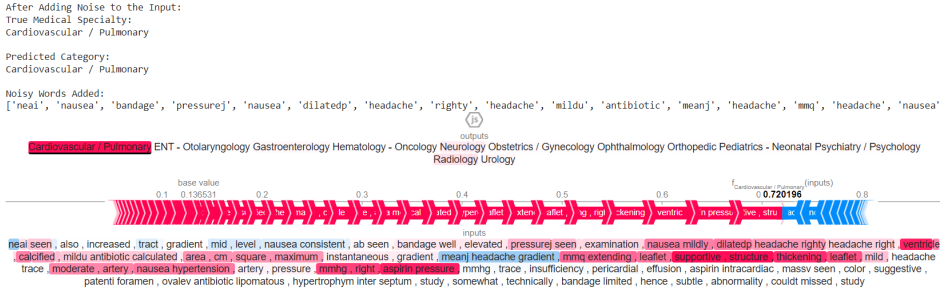 After Adding Noise to the Input:
True Medical Specialty:
Cardiovascular / Pulmonary
Predicted Category:
Cardiovascular / Pulmonary
Noisy Words Added:
['neai', 'nausea', 'bandage', 'pressurej', 'nausea', 'dilatedp', 'headache', 'righty', 'headache', 'mildu', 'antibiotic', 'meanj', 'headache', 'mmq', 'headache', 'nausea'
js
outputs
Cardiovascular / Pulmonary ENT - Otolaryngology Gastroenterology Hematology - Oncology Neurology Obstetrics / Gynecology Ophthalmology Orthopedic Pediatrics - Neonatal Psychiatry / Psychology
Radiology Urology
base value
f Cardiovascular / Pulmonary (inputs)
0.1 0.136531 0.2 0.3 0.4 0.5 0.6 0.720196 0.8
inputs
neai seen , also , increased , tract , gradient , mid , level , nausea consistent , ab seen , bandage well , elevated , pressurej seen , examination , nausea mildly , dilatedp headache righty headache right , ventricle
, calcified , mildu antibiotic calculated , area , cm , square , maximum , instantaneous , gradient , meanj headache gradient , mmq extending , leaflet , supportive , structure , thickening , leaflet , mild , headache
trace , moderate , artery , nausea hypertension , artery , pressure , mmhg , right , aspirin pressure , mmhg , trace , insufficiency , pericardial , effusion , aspirin intracardiac , massv seen , color , suggestive ,
patenti foramen , ovalev antibiotic lipomatous , hypertrophym inter septum , study , somewhat , technically , bandage limited , hence , subtle , abnormality , couldt missed , study